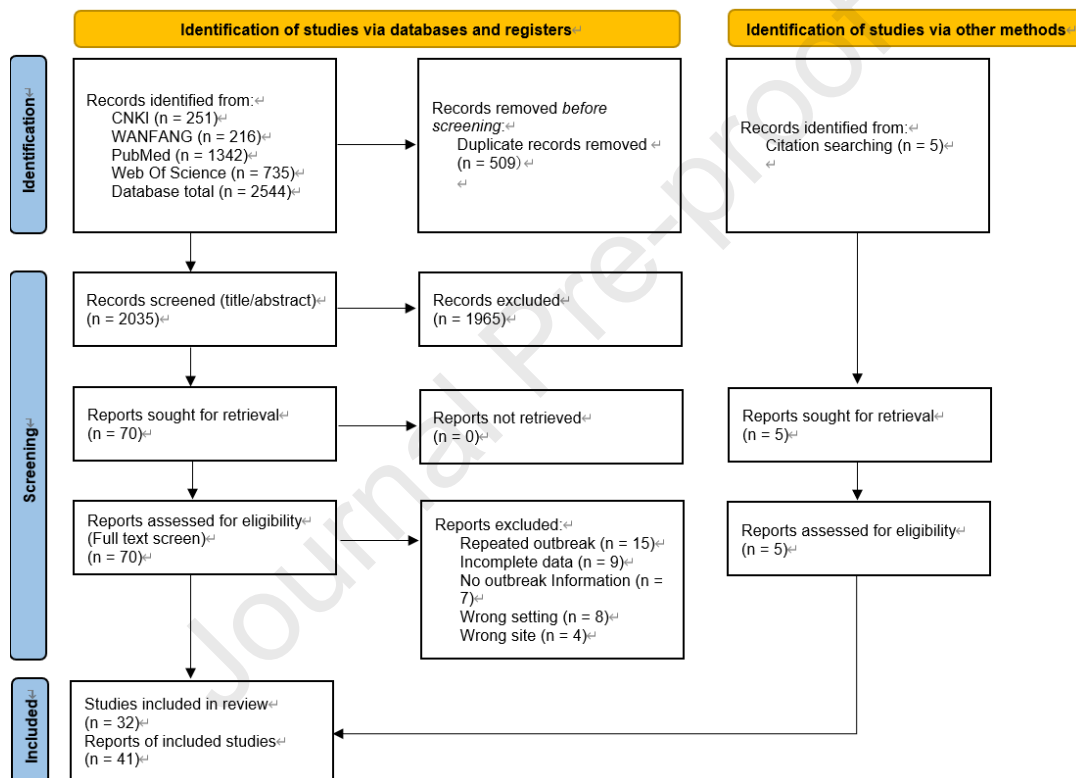 Identification of studies via databases and registers↵
Identification of studies via other methods↵
Identification↵
Records identified from:↵
CNKI (n = 251)↵
WANFANG (n = 216)↵
PubMed = 1342)↵
Web Of Science (n = 735)↵
Database total (n = 2544)↵
Records removed before
screening:↵
Duplicate records removed ↵
(n = 509)↵
↵
Records identified from:↵
Citation searching (n = 5)↵
↵
Screening↵
Records screened (title/abstract)↵
(n = 2035)↵
Records excluded↵
(n = 1965)↵
Reports sought for retrieval↵
(n = 70)↵
Reports not retrieved↵
(n = 0)↵
Reports sought for retrieval↵
(n = 5)↵
Reports assessed for eligibility↵
(Full text screen)↵
(n = 70)↵
Reports excluded:↵
Repeated outbreak (n = 15)↵
Incomplete data (n = 9)↵
No outbreak Information (n =
7)↵
Wrong setting (n = 8)↵
Wrong site (n = 4)↵
Reports assessed for eligibility↵
(n = 5)↵
Included↵
Studies included in review↵
(n = 32)↵
Reports of included studies↵
(n = 41)↵
Journal Pre-proof